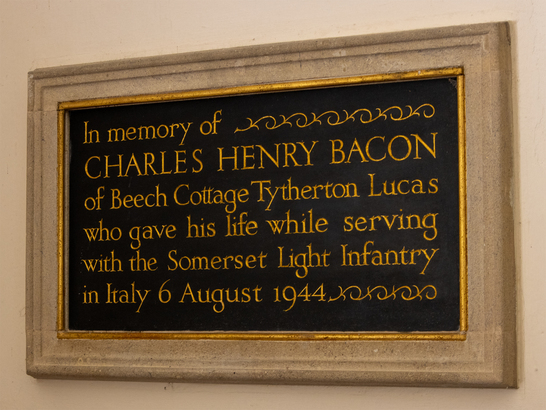 In memory of
CHARLES HENRY BACON
of Beech Cottage Tytherton Lucas
who gave his life while serving
with the Somerset Light Infantry
in Italy 6 August 1944